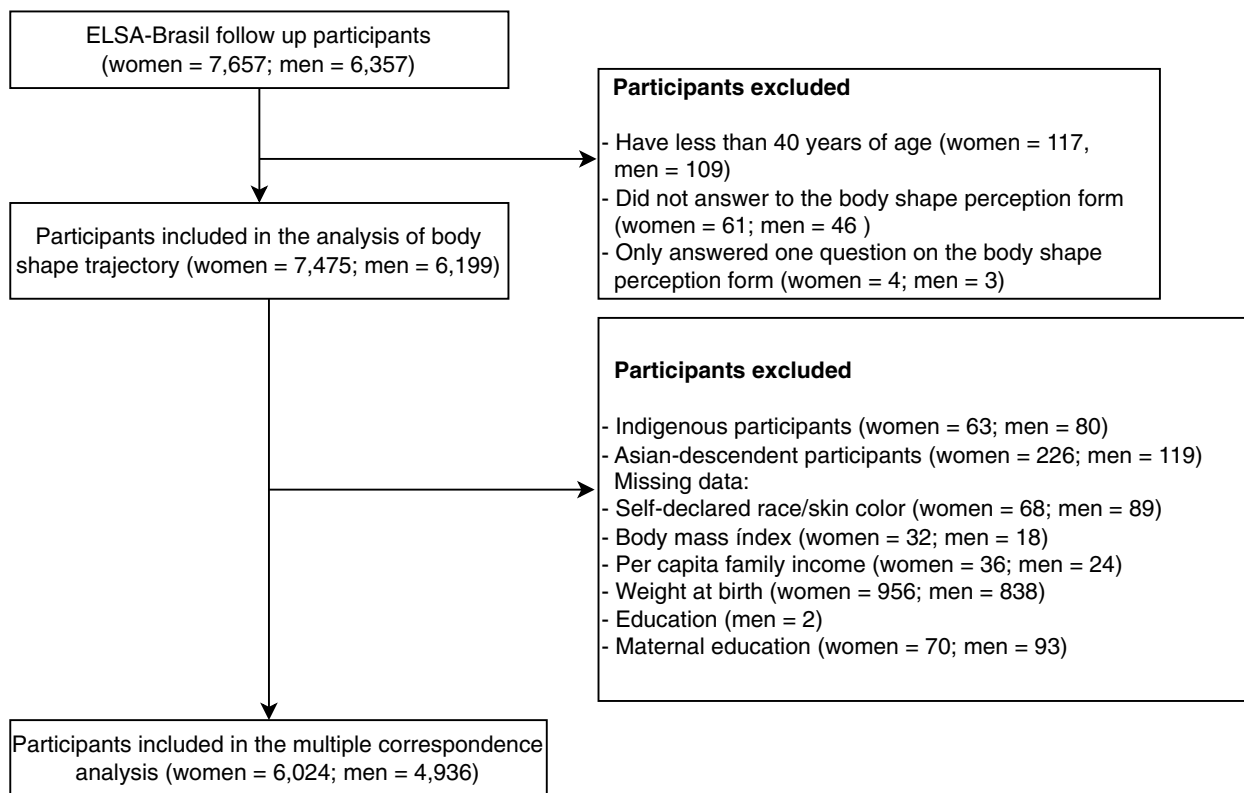 ELSA-Brasil follow up participants
(women = 7,657; men = 6,357)
Participants excluded
- Have less than 40 years of age (women = 117,
men = 109)
- Did not answer to the body shape perception form
(women = 61; men = 46 )
- Only answered one question on the body shape
perception form (women = 4; men = 3)
Participants included in the analysis of body
shape trajectory (women = 7,475; men = 6,199)
Participants excluded
- Indigenous participants (women = 63; men = 80)
- Asian-descendent participants (women = 226; men = 119)
Missing data:
- Self-declared race/skin color (women = 68; men = 89)
- Body mass índex (women = 32; men = 18)
- Per capita family income (women = 36; men = 24)
- Weight at birth (women = 956; men = 838)
- Education (men = 2)
- Maternal education (women = 70; men = 93)
Participants included in the multiple correspondence
analysis (women = 6,024; men = 4,936)